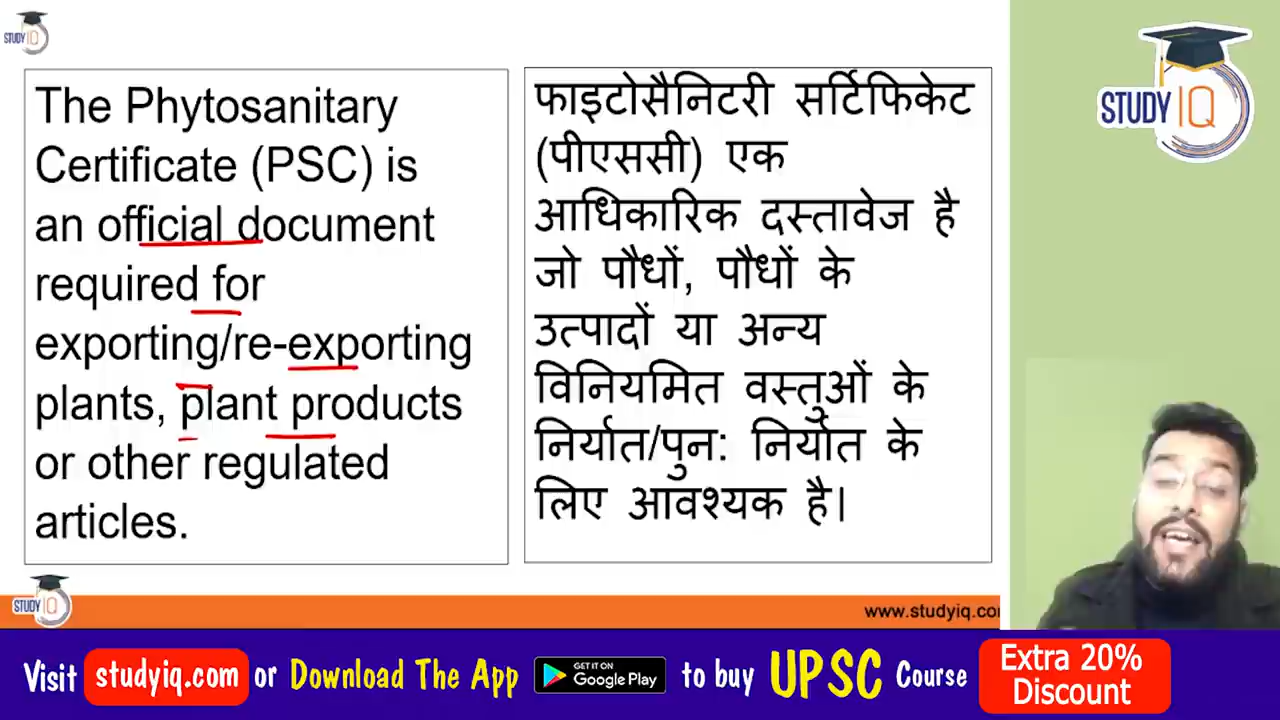 STUDY IQ
The Phytosanitary
Certificate (PSC) is
an official document
required for
exporting/re-exporting
plants, plant products
or other regulated
articles.
फाइटोसैनिटरी सर्टिफिकेट
(पीएससी) एक
आधिकारिक दस्तावेज है
जो पौधों, पौधों के
उत्पादों या अन्य
विनियमित वस्तुओं के
निर्यात/पुन: निर्यात के
लिए आवश्यक है।
STUDY IQ
STUDY IQ
www.studyiq.co
Visit studyiq.com or Download The App GET IT ON Google Play to buy UPSC Course
Extra 20%
Discount